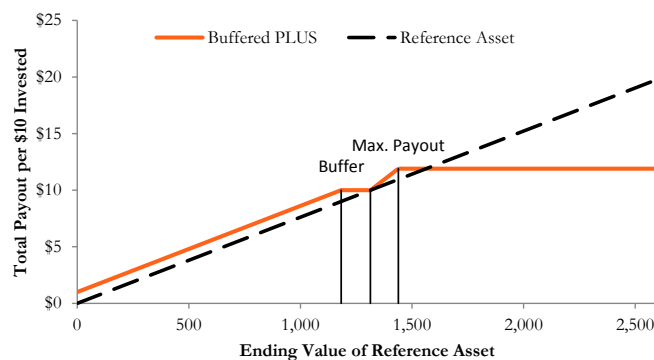 $25
Buffered PLUS
Reference Asset
$20
$15
Max. Payout
Buffer
$10
$5
$0
0
500
1,000
1,500
2,000
2,500
Total Payout per $10 Invested
Ending Value of Reference Asset